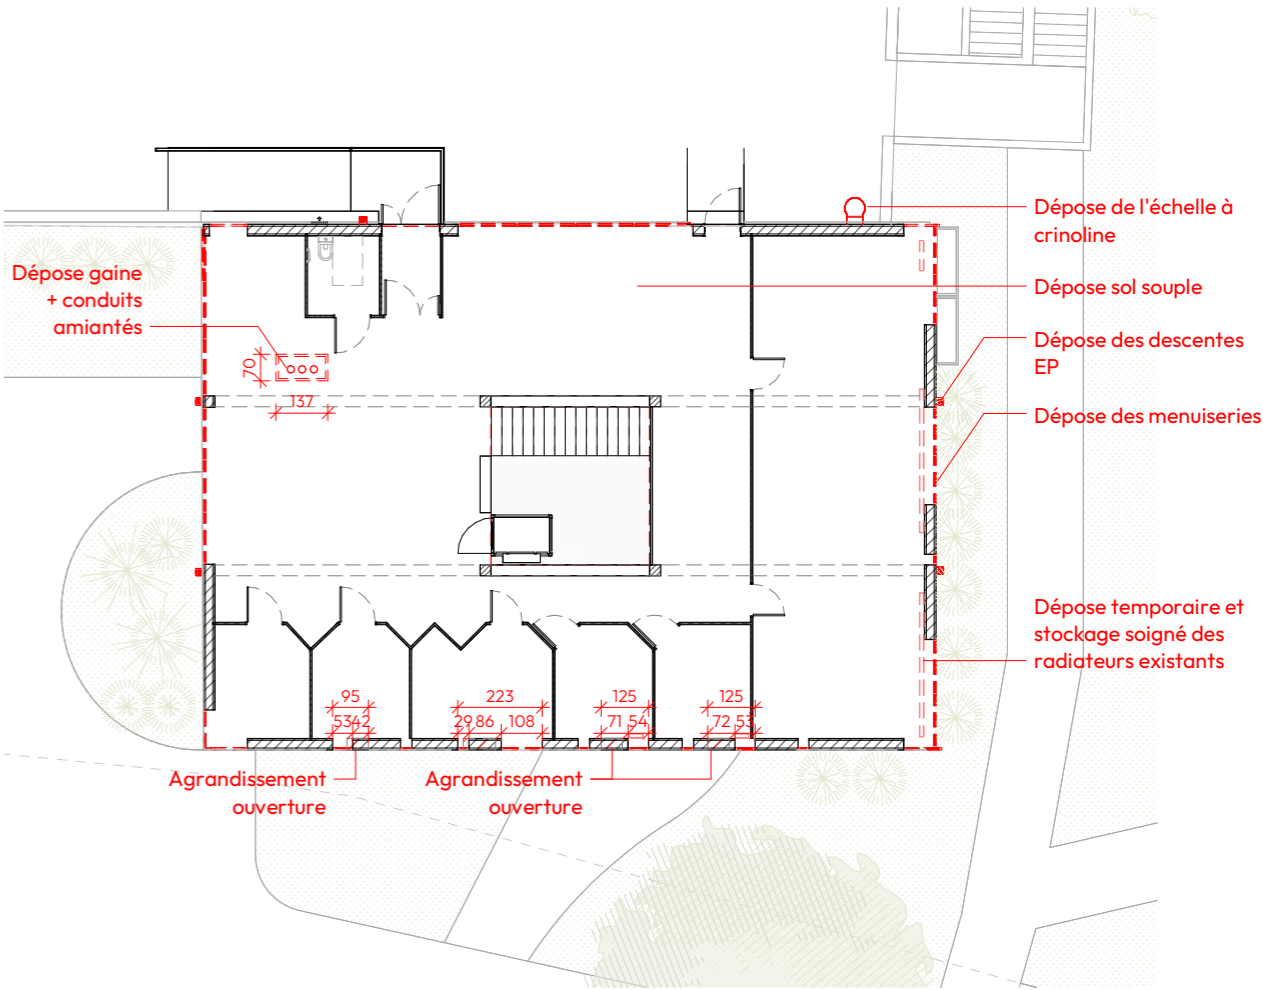 Dépose de l'échelle à
crinoline
Dépose gaine
+ conduits
amiantés
Dépose sol souple
Dépose des descentes
EP
70
137
Dépose des menuiseries
Dépose temporaire et
stockage soigné des
radiateurs existants
95
223
125
125
53 42
29 86 108
71 54
72 53
Agrandissement
ouverture
Agrandissement
ouverture